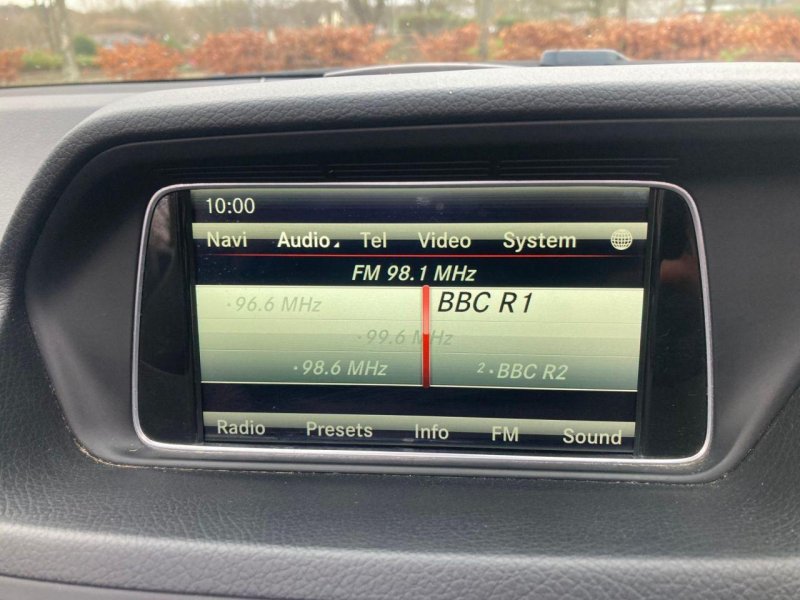 10:00
Navi Audio Tel Video System
FM 98.1 MHz
·96.6 MHz BBC R1
·99.6 MHz
·98.6 MHz 2·BBC R2
Radio Presets Info FM Sound